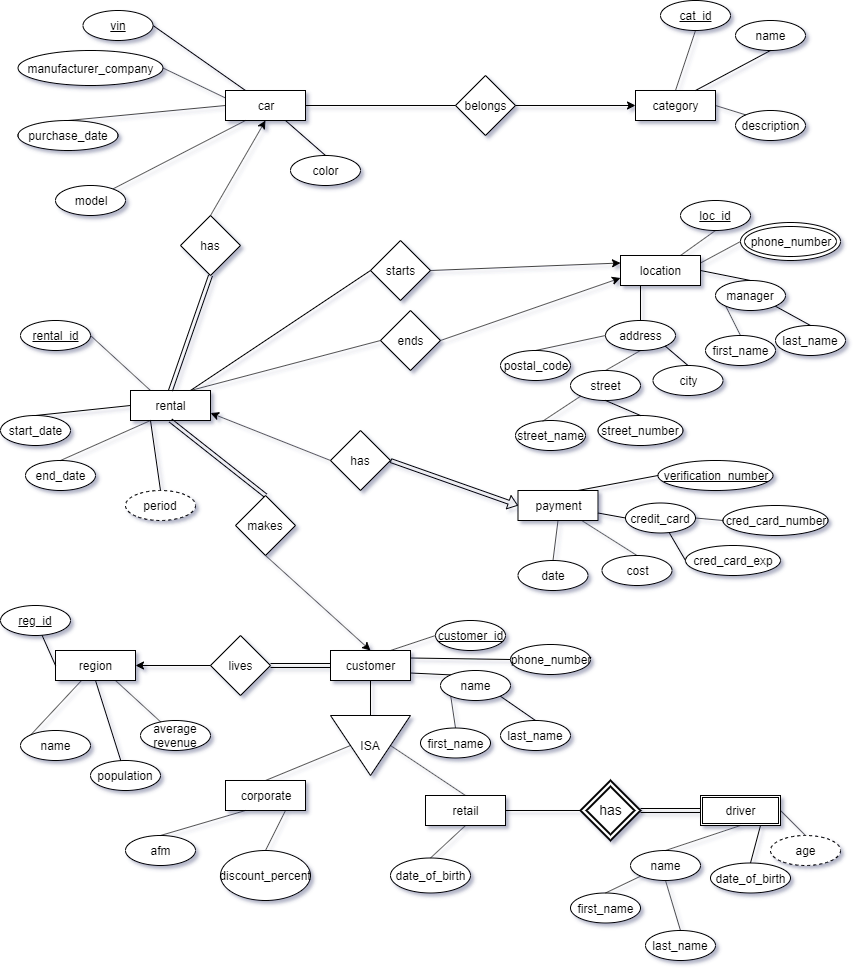 vin
cat_id
name
manufacturer_company
car
belongs
category
purchase_date
description
color
model
loc_id
has
phone_number
starts
location
manager
rental_id
address
ends
first_name
last_name
postal_code
street
city
rental
start_date
street_name
street_number
has
end_date
verification_number
period
payment
credit_card
cred_card_number
makes
cred_card_exp
date
cost
reg_id
customer_id
region
lives
customer
phone_number
name
average
revenue
name
first_name
last_name
ISA
population
corporate
retail
has
driver
afm
age
name
discount_percent
date_of_birth
date_of_birth
first_name
last_name